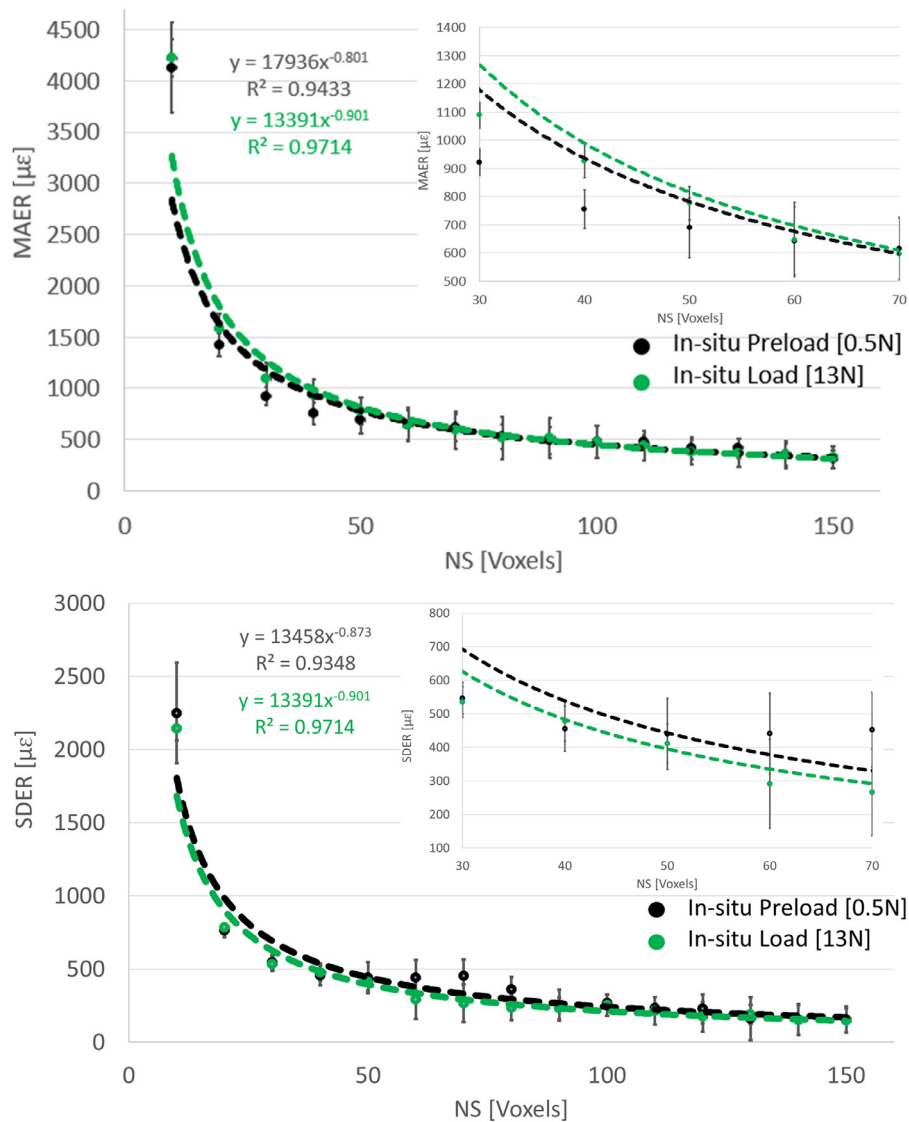 4500
4000
3500
3000
2500
2000
1500
1000
500
0
MAER [με]
y = 17936x^-0.801
R² = 0.9433
y = 13391x^-0.901
R² = 0.9714
1400
1300
1200
1100
1000
900
800
700
600
500
MAER [με]
30 40 50 60 70
NS [Voxels]
In-situ Preload [0.5N]
In-situ Load [13N]
0 50 100 150
NS [Voxels]
3000
2500
2000
1500
1000
500
0
SDER [με]
y = 13458x^-0.873
R² = 0.9348
y = 13391x^-0.901
R² = 0.9714
800
700
600
500
400
300
200
100
SDER [με]
30 40 50 60 70
NS [Voxels]
In-situ Preload [0.5N]
In-situ Load [13N]
0 50 100 150
NS [Voxels]